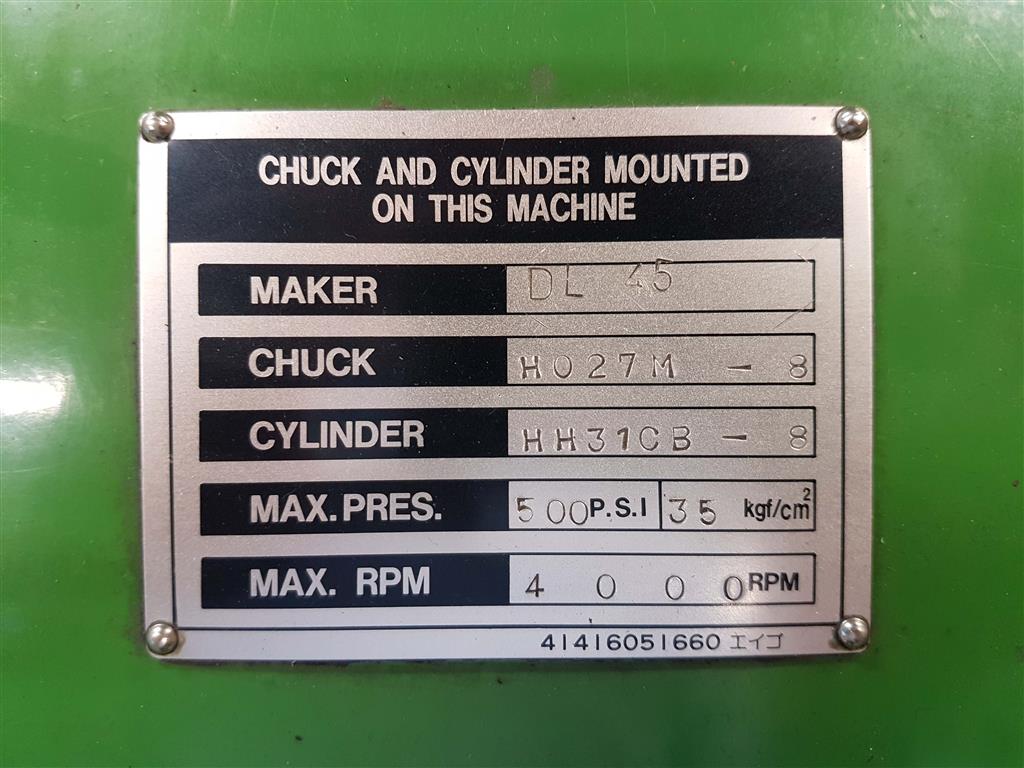 CHUCK AND CYLINDER MOUNTED
ON THIS MACHINE
MAKER DL 45
CHUCK H027M - 8
CYLINDER HH31CB - 8
MAX. PRES. 500 P.S.I 35 kgf/cm²
MAX. RPM 4000 RPM
41416051660 エイゴ